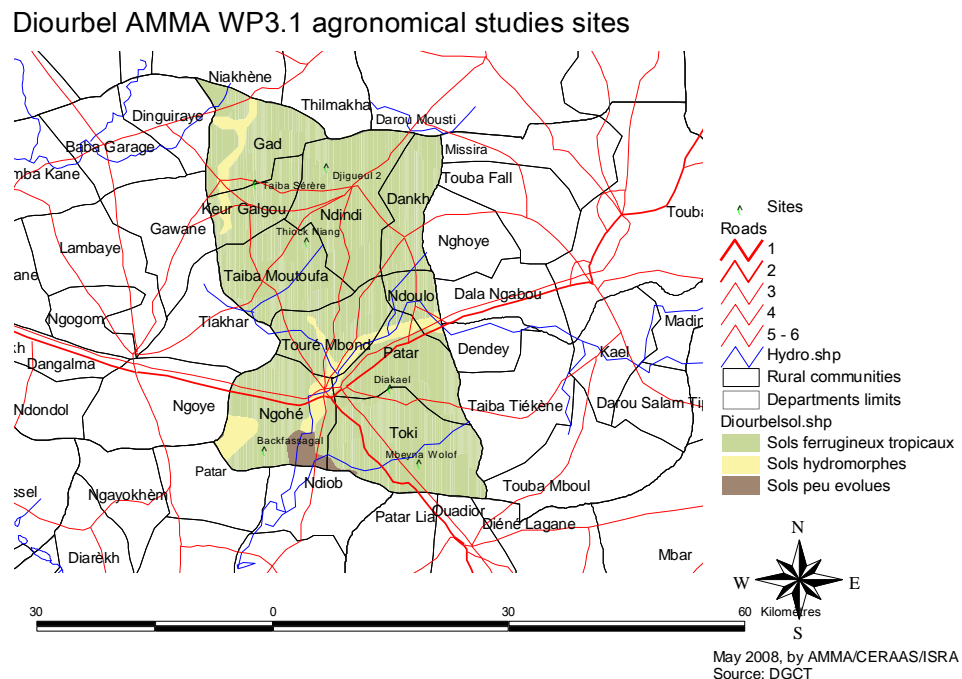 Diourbel AMMA WP3.1 agronomical studies sites
Niakhène
Thilmakha
Dinguiraye
Darou Mousti
Baba Garage
Gad
Missira
mba Kane
Djigueul 2
Touba Fall
Taiba Sérère
Dankh
Keur Galgou
Ndindi
Touba
Gawane
Thiock Niang
Lambaye
Nghoye
ane
Taiba Moutoufa
Ndoulo
Dala Ngabou
Ngogom
Tiakhar
Madin
kh
Touré Mbond
Dangalma
Patar
Dendey
Kael
Diakael
Ndondol
Ngoye
Ngohé
Taiba Tiékène
Darou Salam Ti
Toki
Backfassagal
Mbeyna Wolof
Patar
Ndiob
Touba Mboul
ssel
Ngayokhèm
Patar Lia
Ouadior
Diéné Lagane
Diarèkh
Mbar
Sites
Roads
1
2
3
4
5 - 6
Hydro.shp
Rural communities
Departments limits
Diourbelsol.shp
Sols ferrugineux tropicaux
Sols hydromorphes
Sols peu evolues
N
W
E
S
30
0
30
60
Kilometres
May 2008, by AMMA/CERAAS/ISRA
Source: DGCT